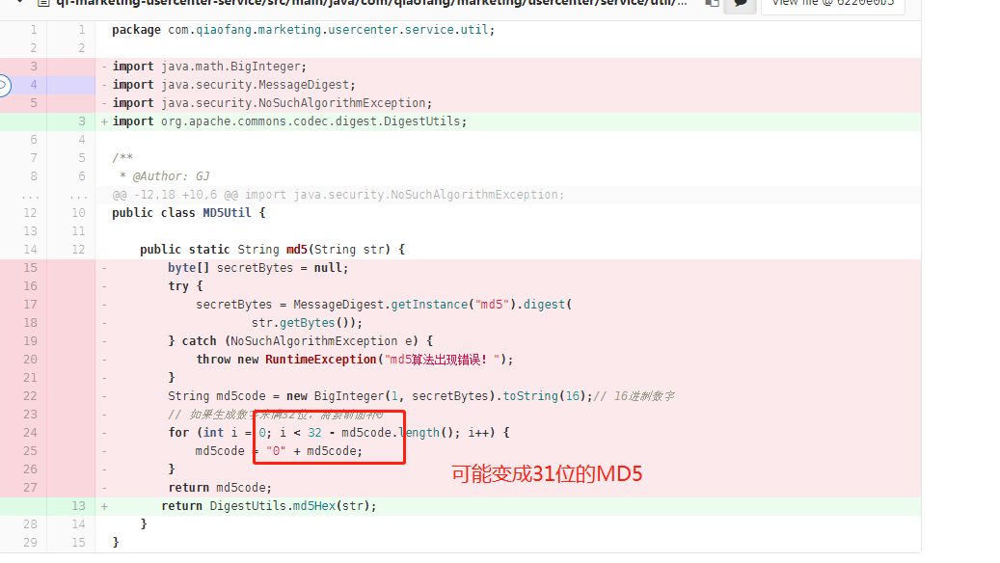 qf-marketing-usercenter-service/src/main/java/com/qiaofang/marketing/usercenter/service/util/... View file @ 6220e0b5
1 1 package com.qiaofang.marketing.usercenter.service.util;
2 2
3 - import java.math.BigInteger;
4 - import java.security.MessageDigest;
5 - import java.security.NoSuchAlgorithmException;
3 + import org.apache.commons.codec.digest.DigestUtils;
6 4
7 5 /**
8 6 * @Author: GJ
... ... @@ -12,18 +10,6 @@ import java.security.NoSuchAlgorithmException;
12 10 public class MD5Util {
13 11
14 12 public static String md5(String str) {
15 - byte[] secretBytes = null;
16 - try {
17 - secretBytes = MessageDigest.getInstance("md5").digest(
18 - str.getBytes());
19 - } catch (NoSuchAlgorithmException e) {
20 - throw new RuntimeException("md5算法出现错误！");
21 - }
22 - String md5code = new BigInteger(1, secretBytes).toString(16);// 16进制数字
23 - // 如果生成数字未满32位，需要前面补0
24 - for (int i = 0; i < 32 - md5code.length(); i++) {
25 - md5code = "0" + md5code;
26 - }
可能变成31位的MD5
27 - return md5code;
13 + return DigestUtils.md5Hex(str);
28 14 }
29 15 }